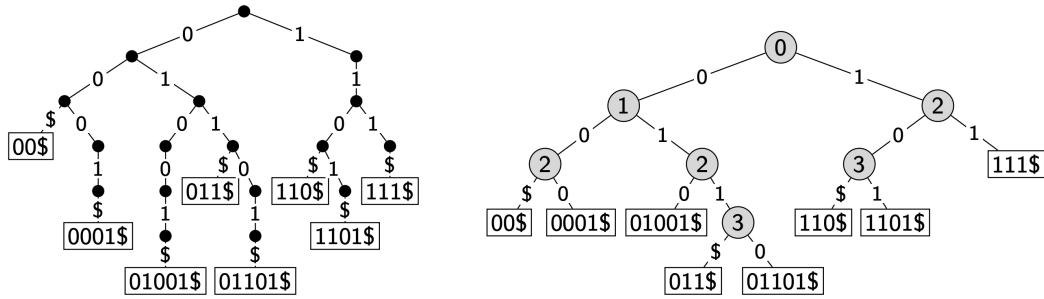 0 1
0 1 1
$ 0 0 1 0 1
00$ 1 0 $ 0 $ 1 $
011$ 110$ 111$
$ 1 1 $
0001$ 1101$
$ $
01001$ 01101$
0
0 1
1 2
0 1 0 1
2 2 3 111$
$ 0 0 1 $ 1
00$ 0001$ 01001$ 3 110$ 1101$
$ 0
011$ 01101$